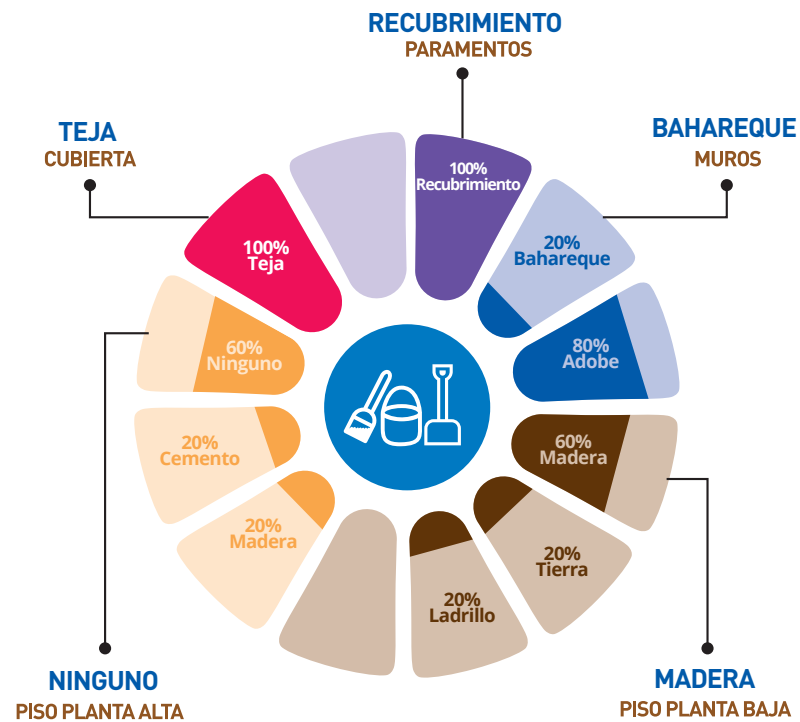 RECUBRIMIENTO
PARAMENTOS
TEJA
CUBIERTA
BAHAREQUE
MUROS
100%
Recubrimiento
20%
Bahareque
100%
Teja
60%
Ninguno
80%
Adobe
20%
Cemento
60%
Madera
20%
Madera
20%
Tierra
20%
Ladrillo
NINGUNO
PISO PLANTA ALTA
MADERA
PISO PLANTA BAJA